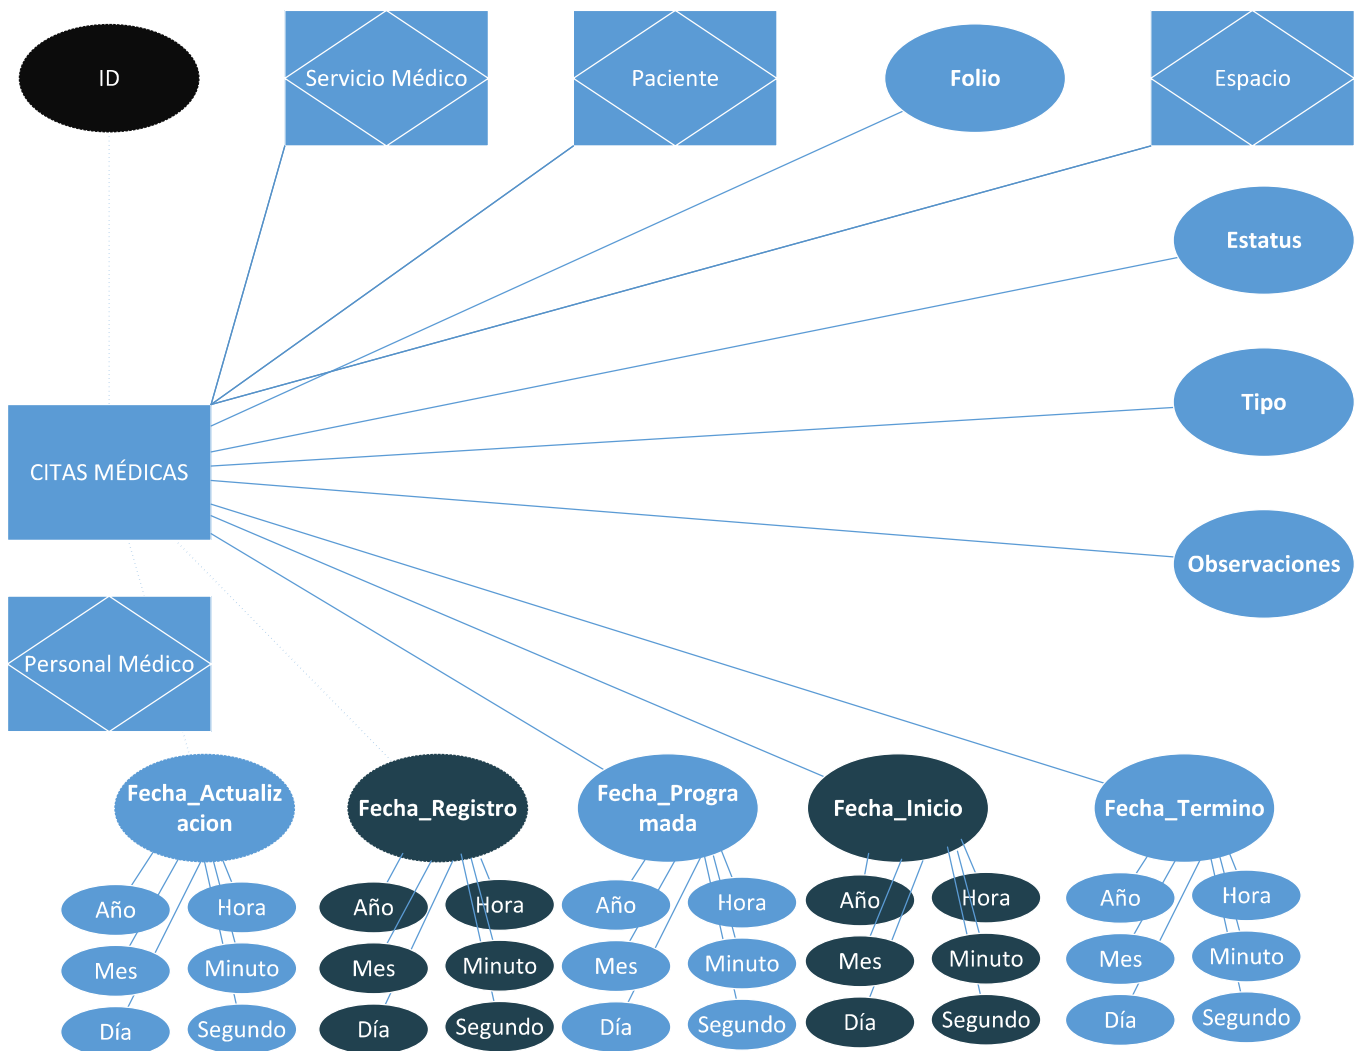 ID
Servicio Médico
Paciente
Folio
Espacio
Estatus
Tipo
CITAS MÉDICAS
Observaciones
Personal Médico
Fecha_Actualiz
acion
Fecha_Registro
Fecha_Progra
mada
Fecha_Inicio
Fecha_Termino
Año
Hora
Mes
Minuto
Día
Segundo
Año
Hora
Mes
Minuto
Día
Segundo
Año
Hora
Mes
Minuto
Día
Segundo
Año
Hora
Mes
Minuto
Día
Segundo
Año
Hora
Mes
Minuto
Día
Segundo